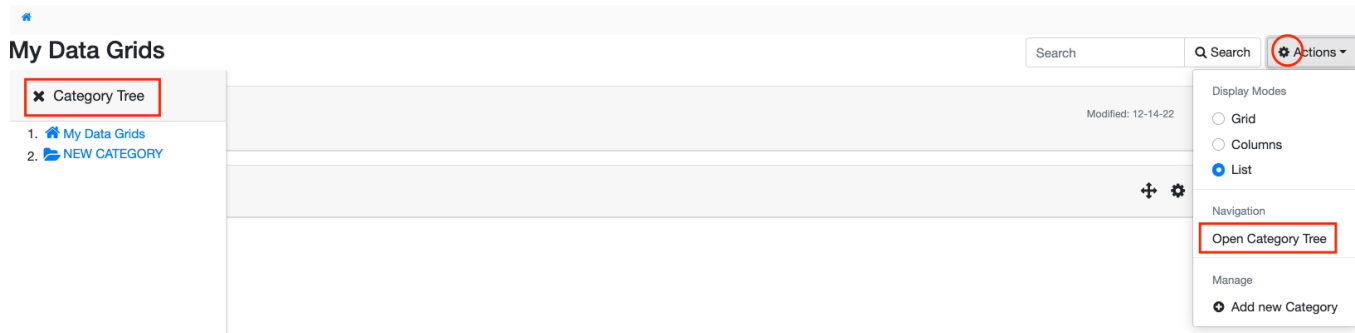 My Data Grids
Search
Search
Actions
Category Tree
1. My Data Grids
2. NEW CATEGORY
Modified: 12-14-22
Display Modes
Grid
Columns
List
Navigation
Open Category Tree
Manage
Add new Category